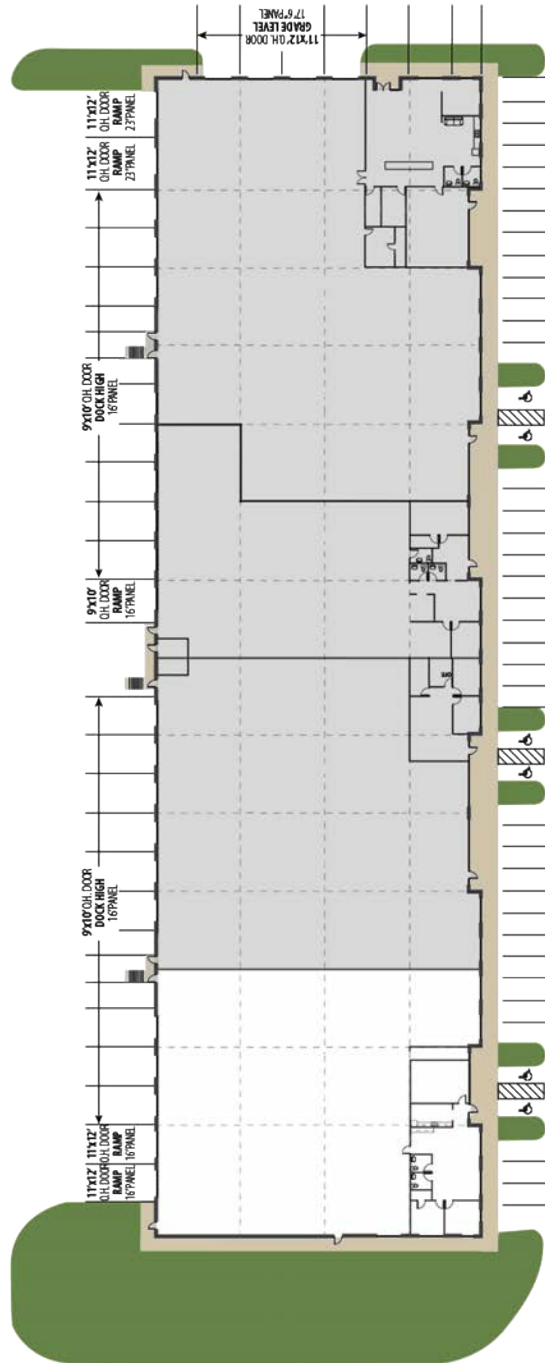 11'x12' O.H. DOOR
GRADE LEVEL
17'6" PANEL
11'x12'
O.H. DOOR
RAMP
23'PANEL
11'x12'
O.H. DOOR
RAMP
23'PANEL
9'x10' O.H. DOOR
DOCK HIGH
16'PANEL
9'x10'
O.H. DOOR
RAMP
16'PANEL
9'x10' O.H. DOOR
DOCK HIGH
16'PANEL
11'x12'
O.H. DOOR
RAMP
16'PANEL
11'x12'
O.H. DOOR
RAMP
16'PANEL